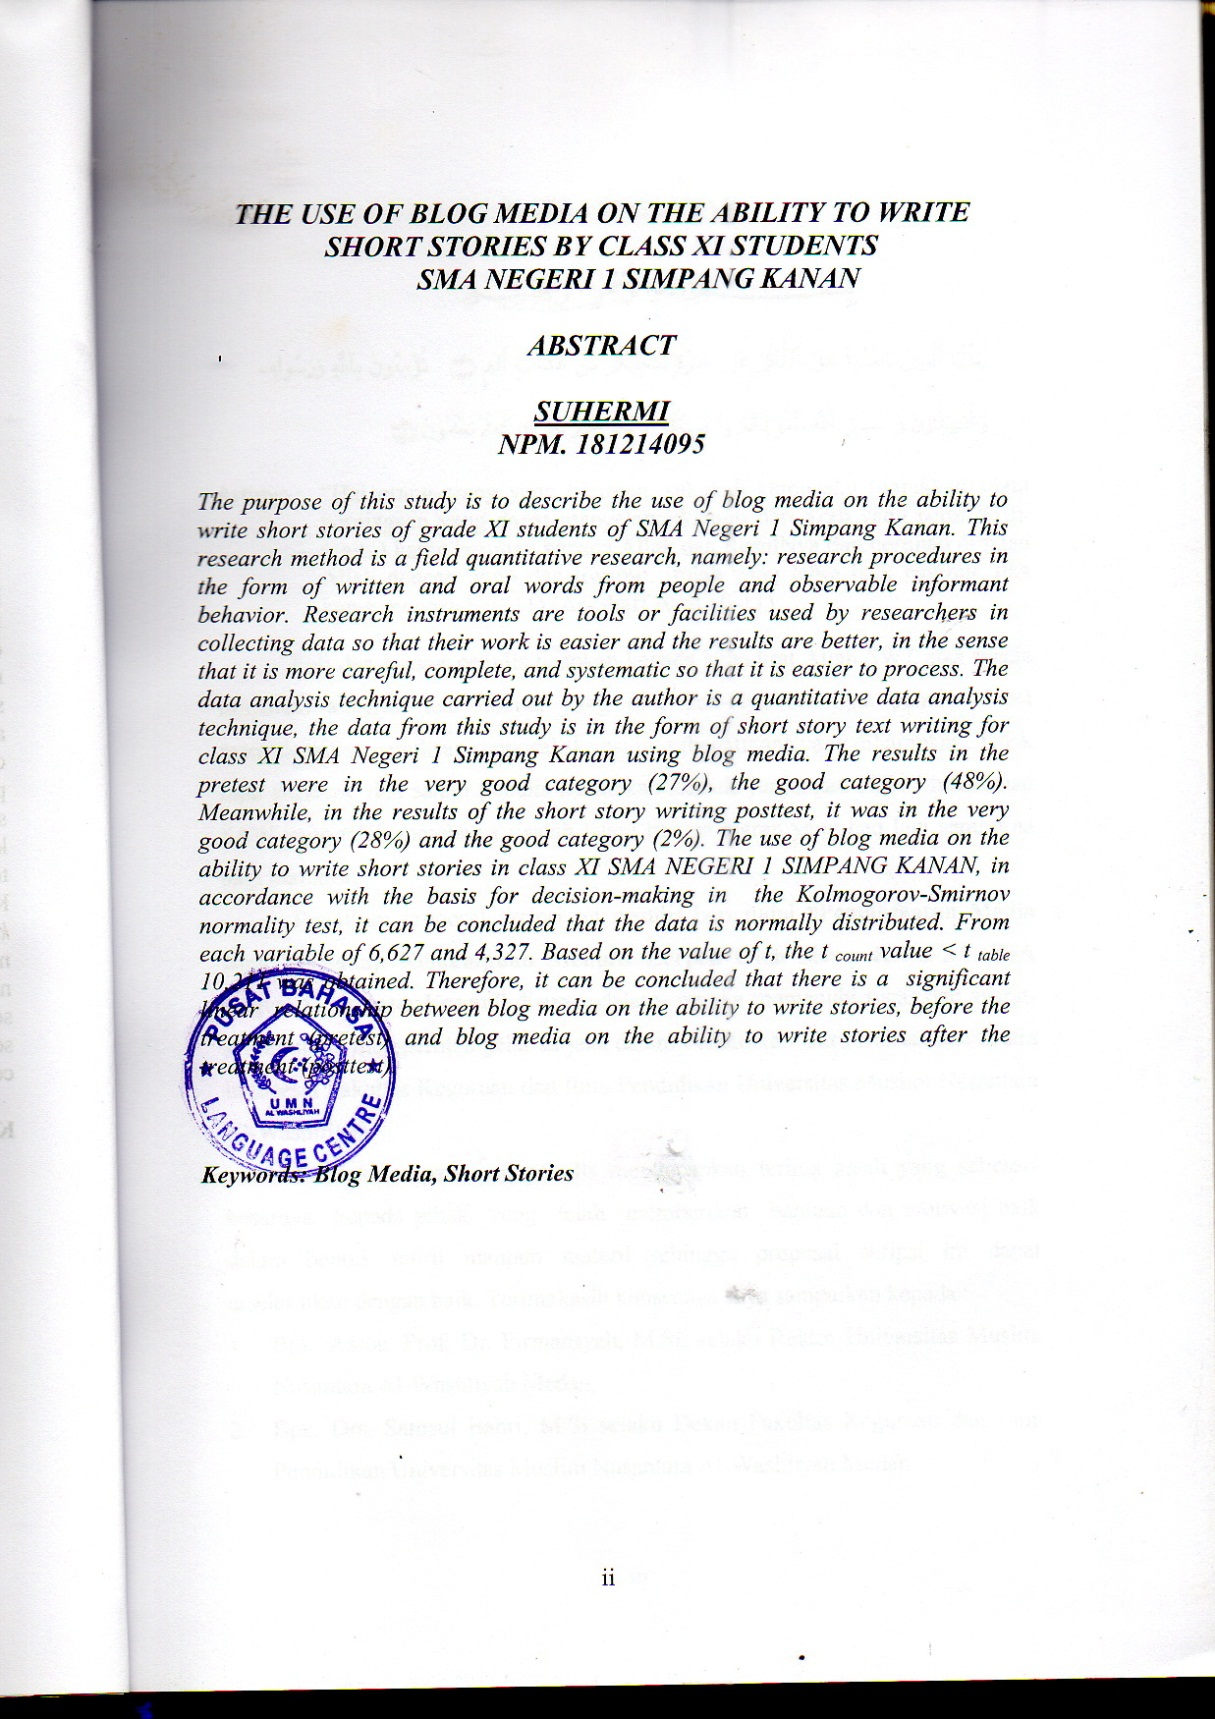 THE USE OF BLOG MEDIA ON THE ABILITY TO WRITE
SHORT STORIES BY CLASS XI STUDENTS
SMA NEGERI 1 SIMPANG KANAN
ABSTRACT
SUHERMI
NPM. 181214095
The purpose of this study is to describe the use of blog media on the ability to
write short stories of grade XI students of SMA Negeri 1 Simpang Kanan. This
research method is a field quantitative research, namely: research procedures in
the form of written and oral words from people and observable informant
behavior. Research instruments are tools or facilities used by researchers in
collecting data so that their work is easier and the results are better, in the sense
that it is more careful, complete, and systematic so that it is easier to process. The
data analysis technique carried out by the author is a quantitative data analysis
technique, the data from this study is in the form of short story text writing for
class XI SMA Negeri 1 Simpang Kanan using blog media. The results in the
pretest were in the very good category (27%), the good category (48%).
Meanwhile, in the results of the short story writing posttest, it was in the very
good category (28%) and the good category (2%). The use of blog media on the
ability to write short stories in class XI SMA NEGERI 1 SIMPANG KANAN, in
accordance with the basis for decision-making in the Kolmogorov-Smirnov
normality test, it can be concluded that the data is normally distributed. From
each variable of 6,627 and 4,327. Based on the value of t, the t count value < t table
was obtained. Therefore, it can be concluded that there is a significant
linear relationship between blog media on the ability to write stories, before the
treatment (pretest) and blog media on the ability to write stories after the
treatment (posttest).
PUSAT BAHASA
UMN
AL WASHLIYAH
LANGUAGE CENTRE
Keywords: Blog Media, Short Stories
ii